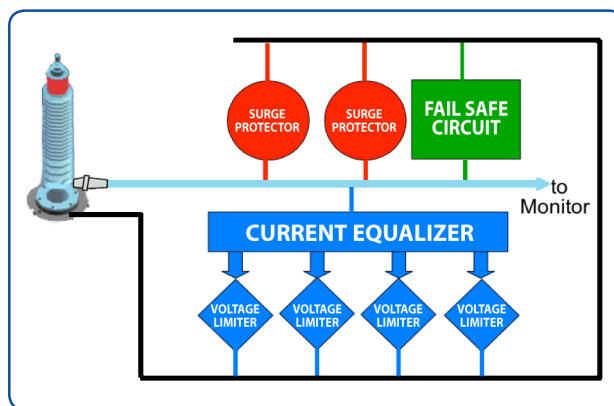 SURGE
PROTECTOR
SURGE
PROTECTOR
FAIL SAFE
CIRCUIT
to
Monitor
CURRENT EQUALIZER
VOLTAGE
LIMITER
VOLTAGE
LIMITER
VOLTAGE
LIMITER
VOLTAGE
LIMITER